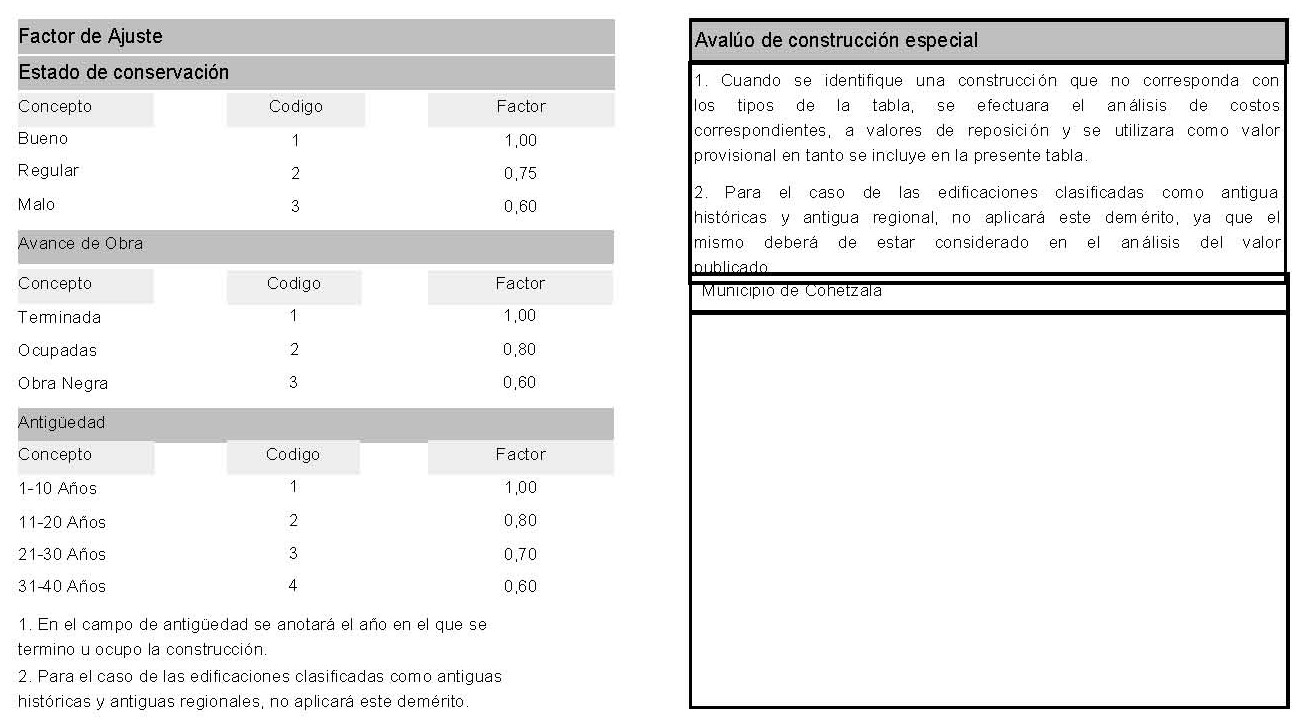 Factor de Ajuste
Estado de conservación
Concepto Codigo Factor
Bueno 1 1,00
Regular 2 0,75
Malo 3 0,60
Avance de Obra
Concepto Codigo Factor
Terminada 1 1,00
Ocupadas 2 0,80
Obra Negra 3 0,60
Antigüedad
Concepto Codigo Factor
1-10 Años 1 1,00
11-20 Años 2 0,80
21-30 Años 3 0,70
31-40 Años 4 0,60
1. En el campo de antigüedad se anotará el año en el que se
termino u ocupo la construcción.
2. Para el caso de las edificaciones clasificadas como antiguas
históricas y antiguas regionales, no aplicará este demérito.
Avalúo de construcción especial
1. Cuando se identifique una construcción que no corresponda con
los tipos de la tabla, se efectuara el análisis de costos
correspondientes, a valores de reposición y se utilizara como valor
provisional en tanto se incluye en la presente tabla.
2. Para el caso de las edificaciones clasificadas como antigua
históricas y antigua regional, no aplicará este demérito, ya que el
mismo deberá de estar considerado en el análisis del valor
publicado
Municipio de Cohetzala